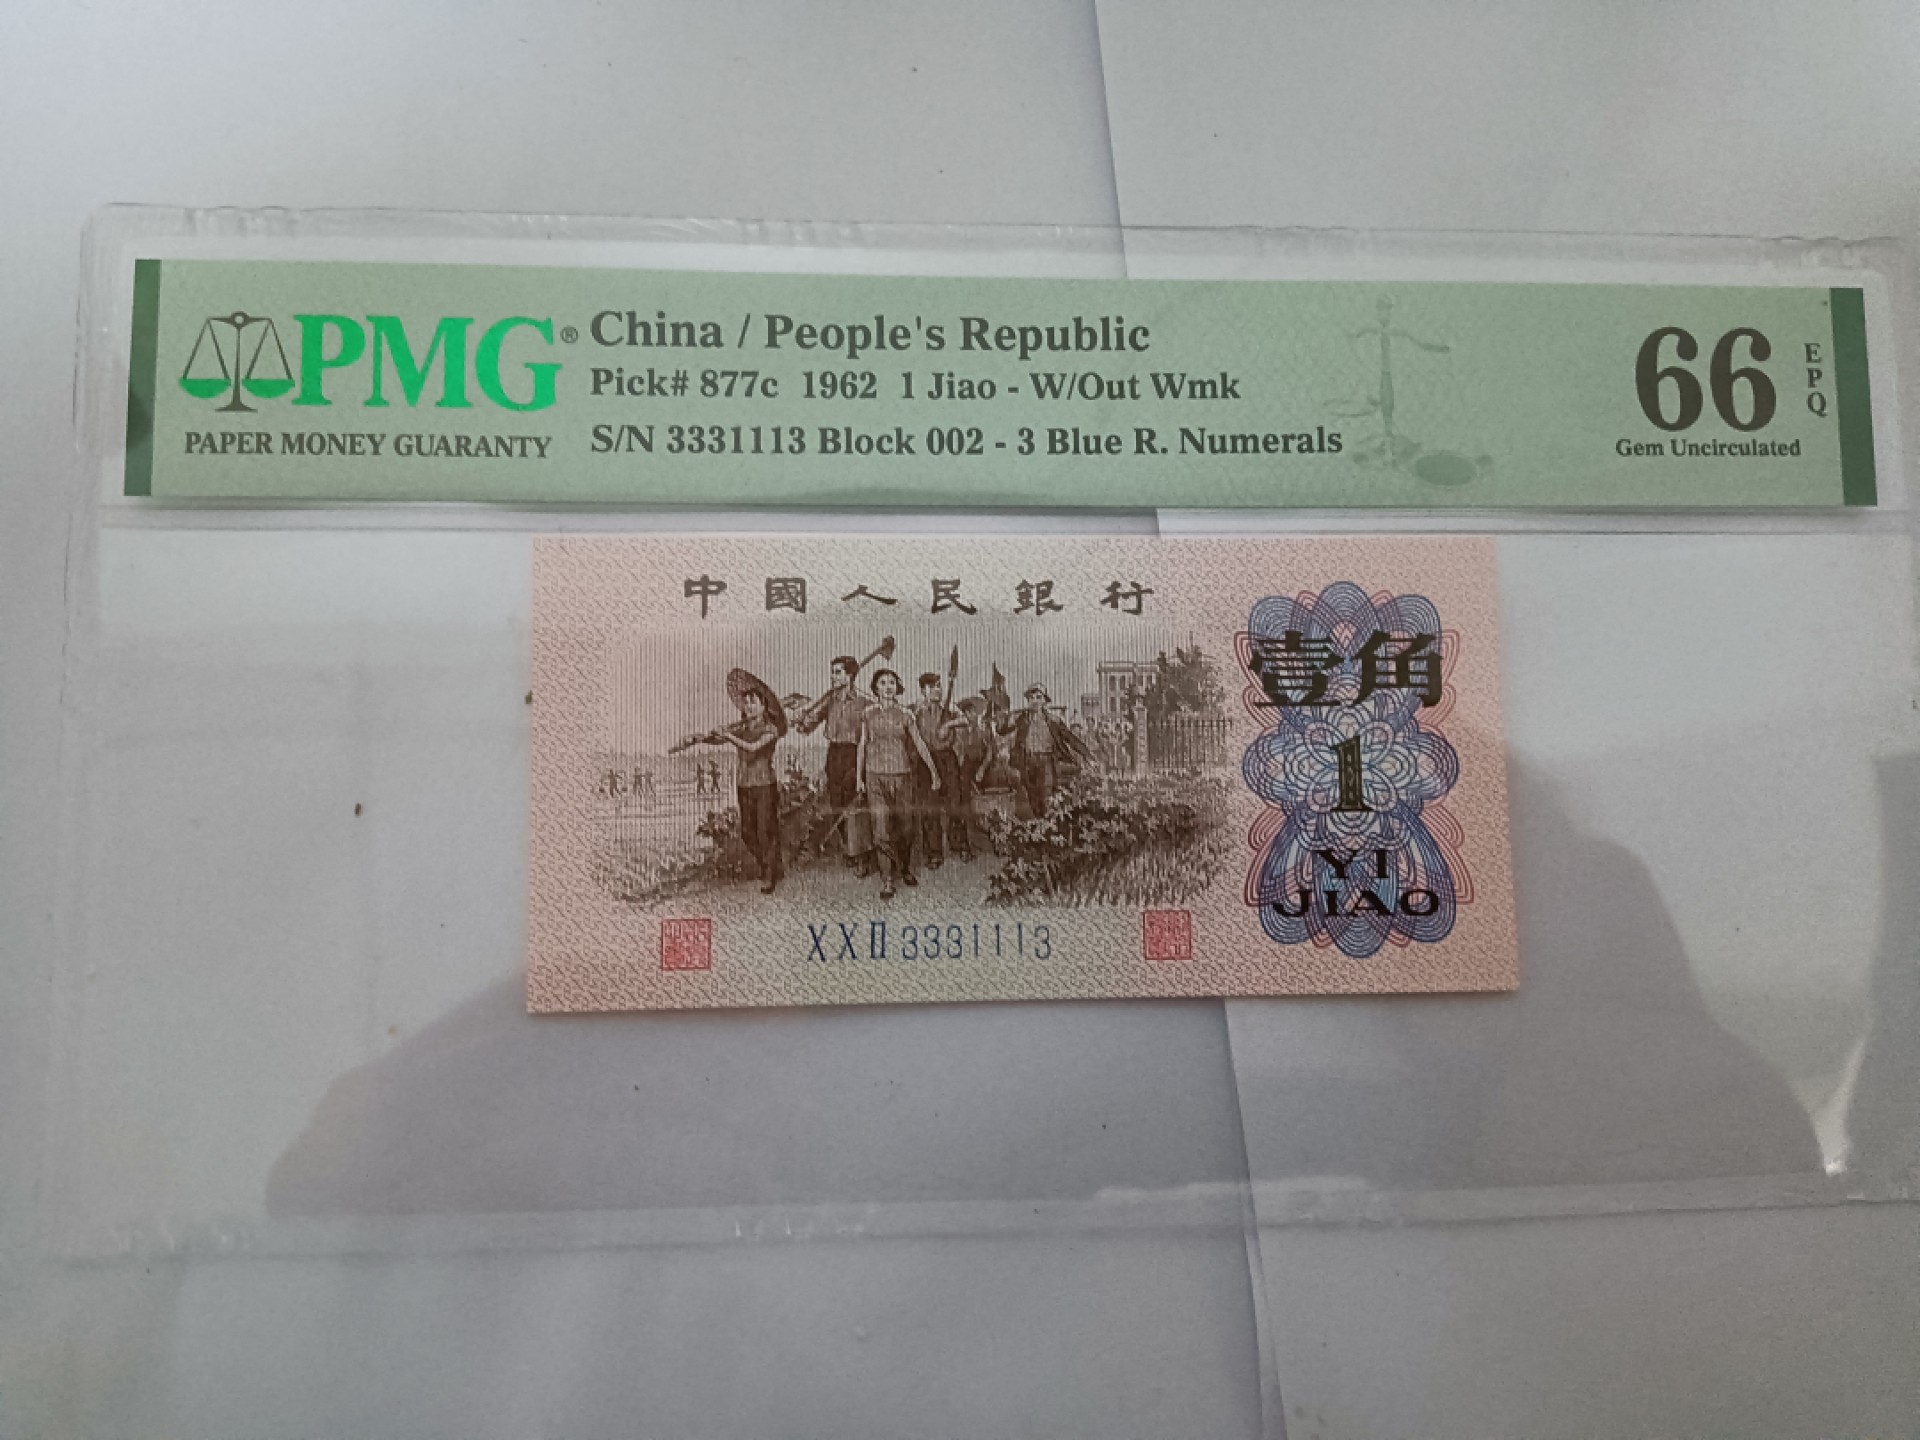 PMG®
PAPER MONEY GUARANTY
China / People's Republic
Pick# 877c 1962 1 Jiao - W/Out Wmk
S/N 3331113 Block 002 - 3 Blue R. Numerals
66
EPQ
Gem Uncirculated
中國人民銀行
壹角
1
YI
JIAO
XXII 3331113